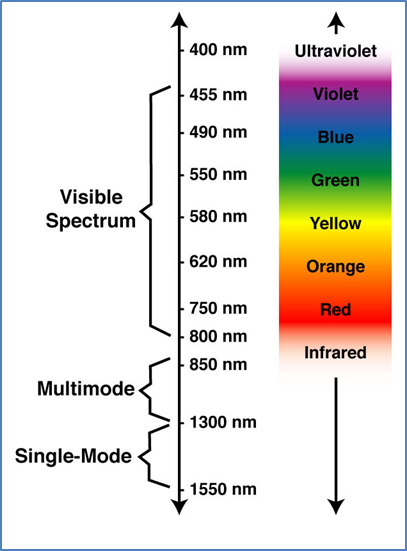 400 nm
Ultraviolet
455 nm
Violet
490 nm
Blue
550 nm
Green
Visible
Spectrum
580 nm
Yellow
620 nm
Orange
750 nm
Red
800 nm
Infrared
850 nm
Multimode
1300 nm
Single-Mode
1550 nm